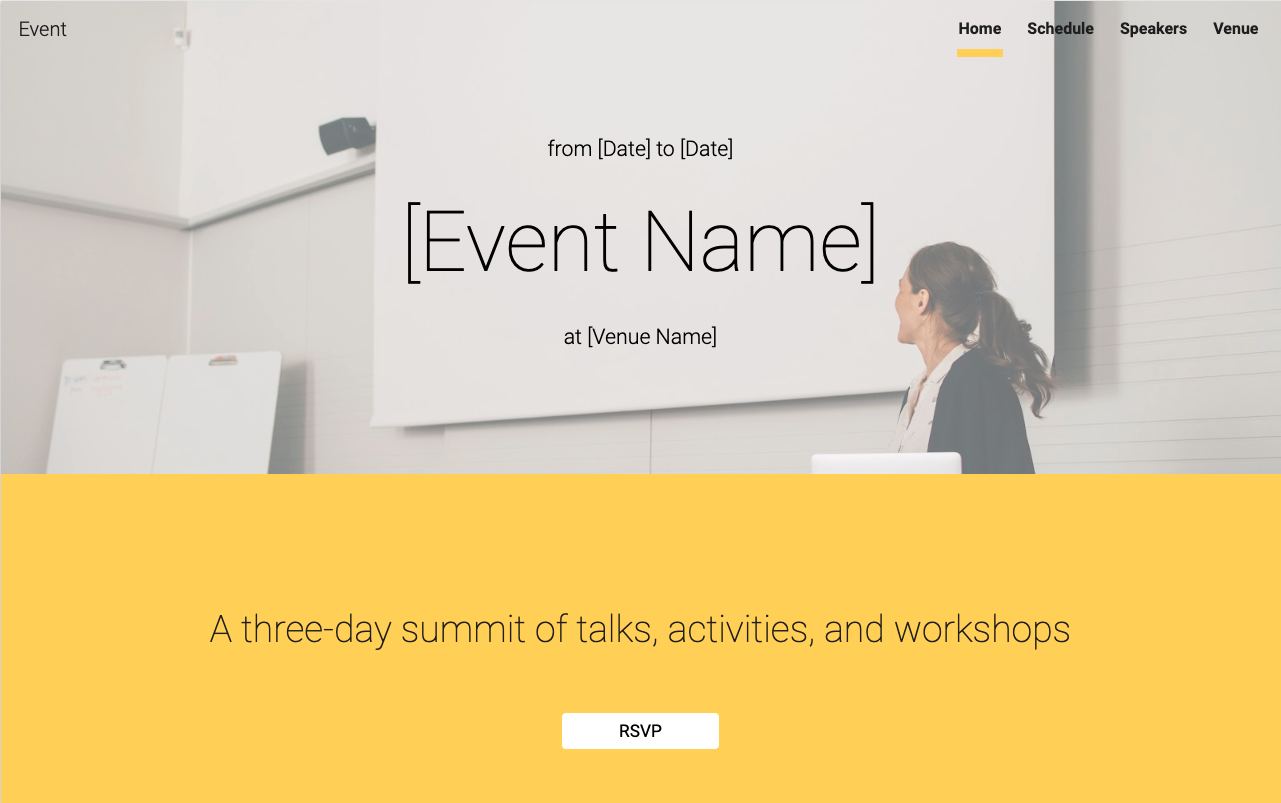 Event
Home Schedule Speakers Venue
from [Date] to [Date]
[Event Name]
at [Venue Name]
A three-day summit of talks, activities, and workshops
RSVP